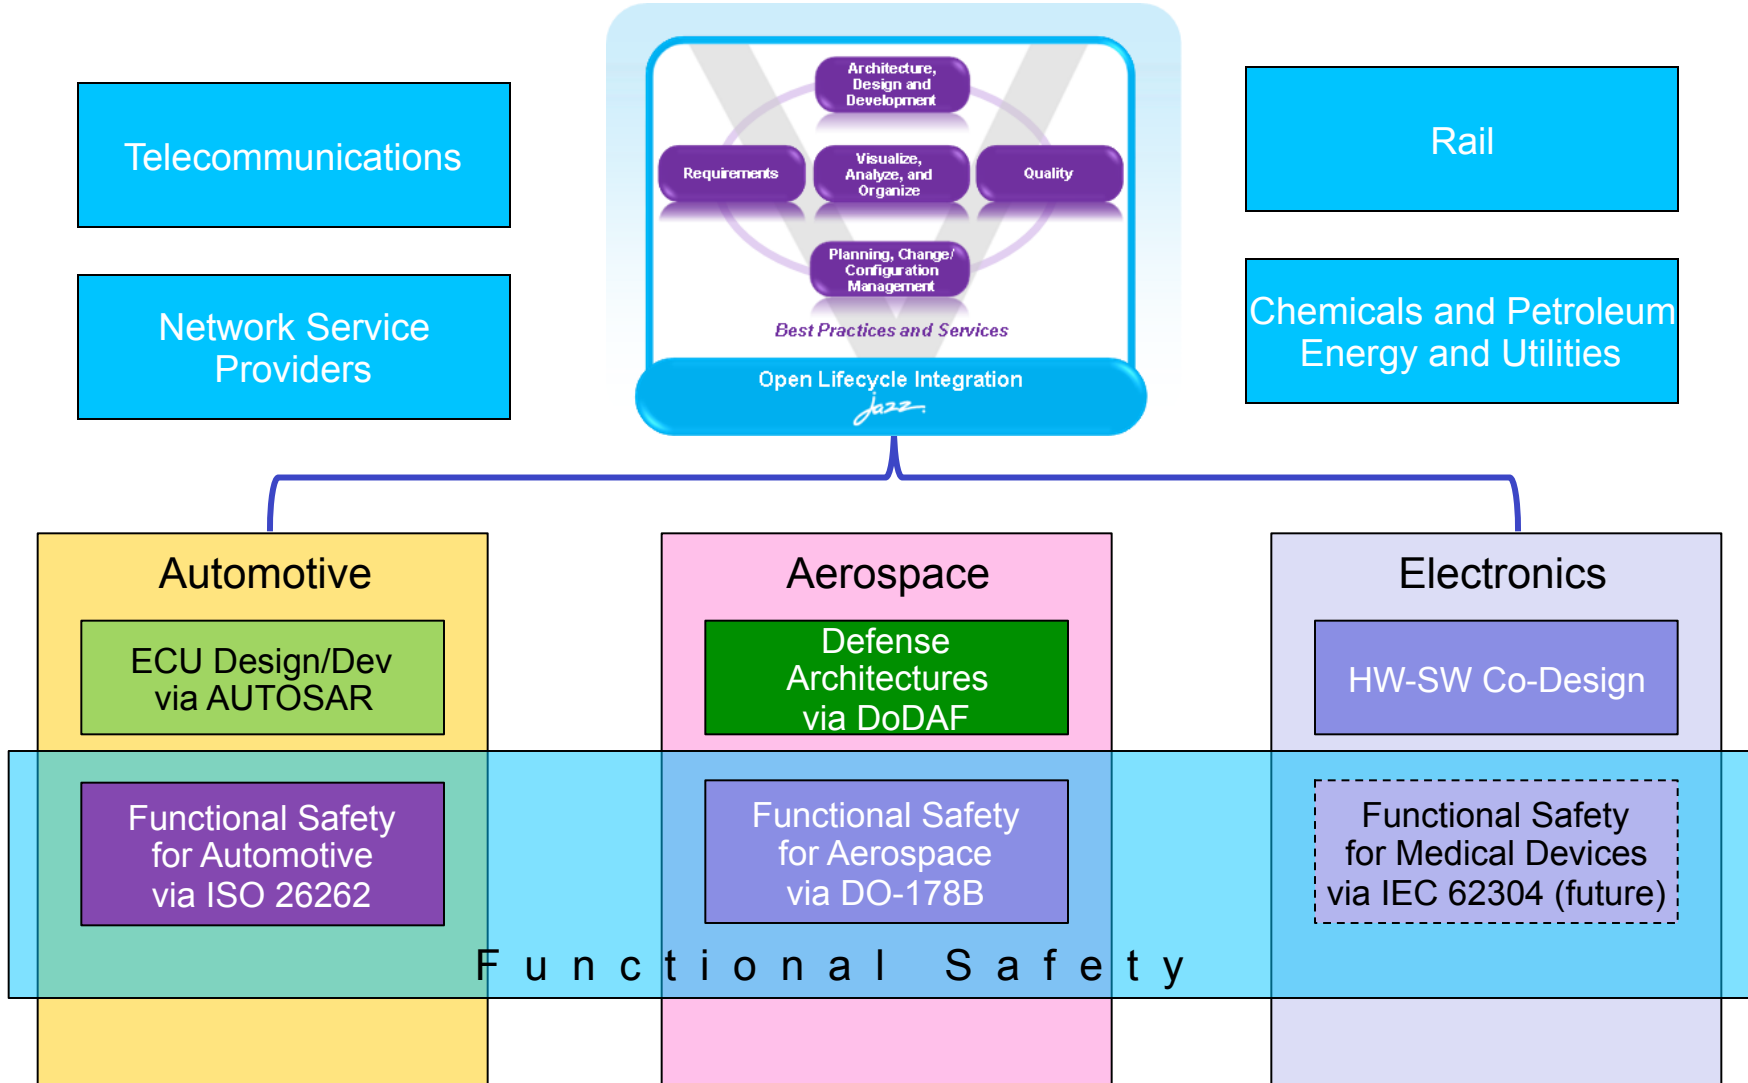 Architecture,
Design and
Development
Telecommunications
Rail
Requirements
Visualize,
Analyze, and
Organize
Quality
Planning, Change/
Configuration
Management
Network Service
Providers
Chemicals and Petroleum
Energy and Utilities
Best Practices and Services
Open Lifecycle Integration
jazz
Automotive
Aerospace
Electronics
ECU Design/Dev
via AUTOSAR
Defense
Architectures
via DoDAF
HW-SW Co-Design
Functional Safety
for Automotive
via ISO 26262
Functional Safety
for Aerospace
via DO-178B
Functional Safety
for Medical Devices
via IEC 62304 (future)
Functional Safety